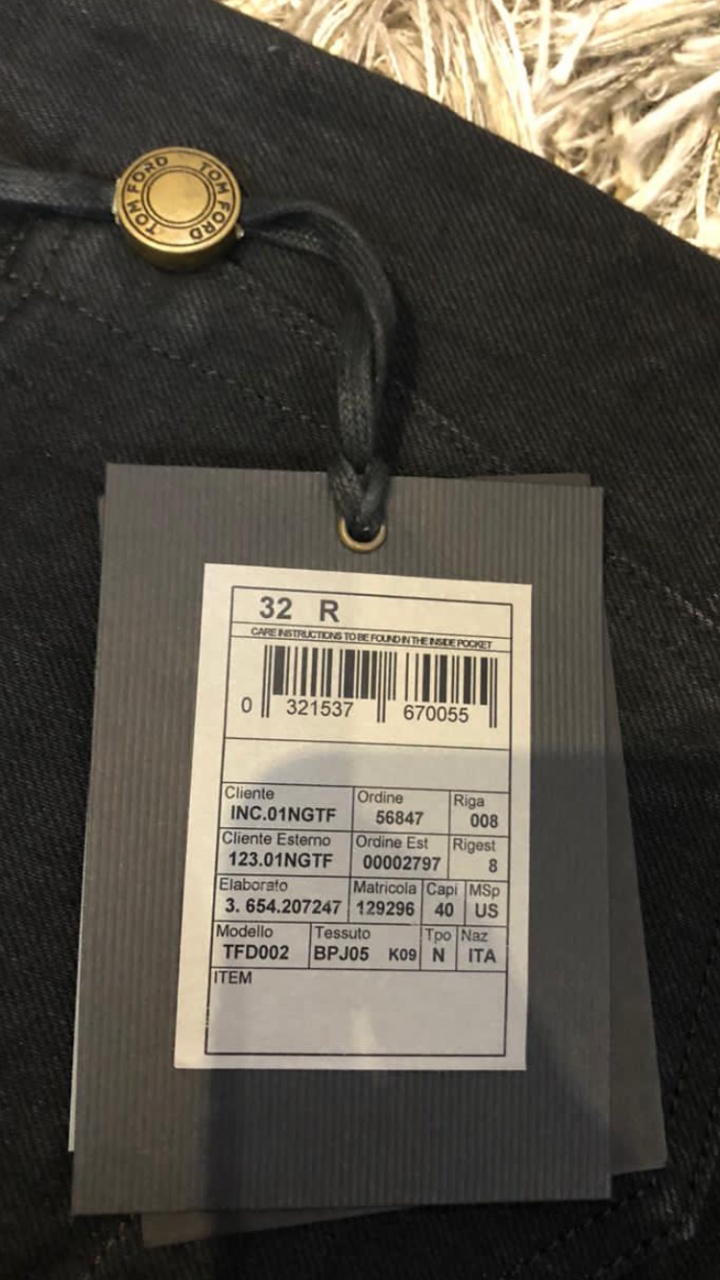 TOM FORD TOM FORD
32 R
CARE INSTRUCTIONS TO BE FOUND IN THE INSIDE POCKET
0 321537 670055
Cliente Ordine Riga
INC.01NGTF 56847 008
Cliente Esterno Ordine Est Rigest
123.01NGTF 00002797 8
Elaborato Matricola Capi MSp
3. 654.207247 129296 40 US
Modello Tessuto Tpo Naz
TFD002 BPJ05 K09 N ITA
ITEM